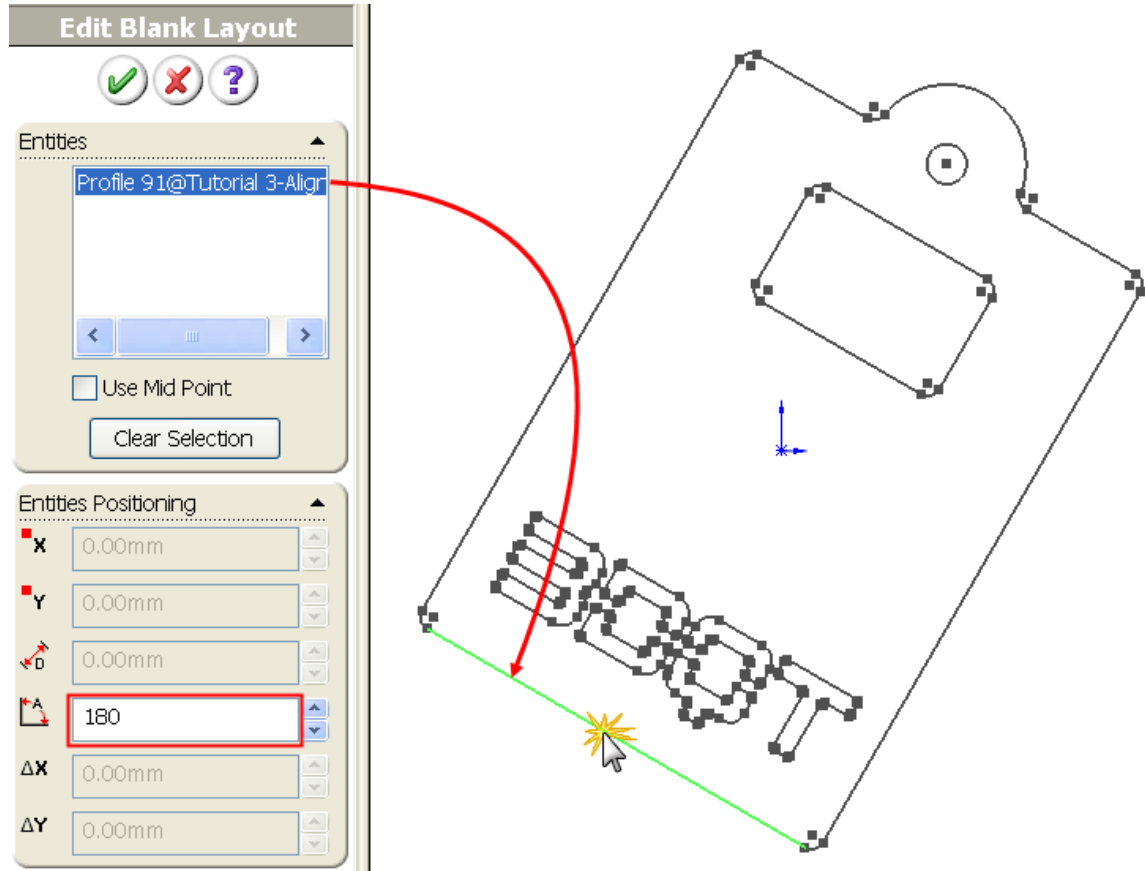 Edit Blank Layout
?
Entities
Profile 91@Tutorial 3-Align
Use Mid Point
Clear Selection
Entities Positioning
X 0.00mm
Y 0.00mm
D 0.00mm
A 180
ΔX 0.00mm
ΔY 0.00mm